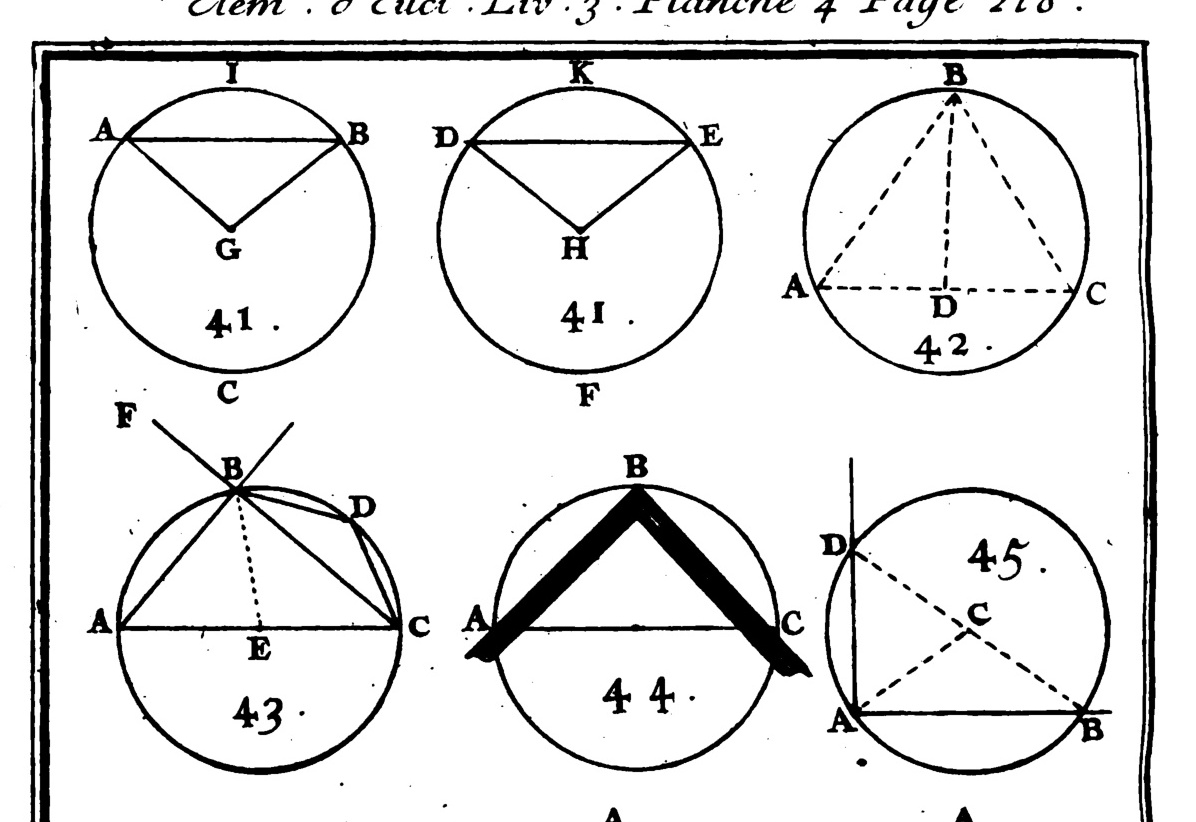 Elem . d'Eucl . Liv . 3 . Planche 4 Page 218 .
I K B
A B D E
G H
A D C
41 . 41 . 42 .
C F
F
B B
D D 45 .
A E C A C C
43 . 44 . A B
A A